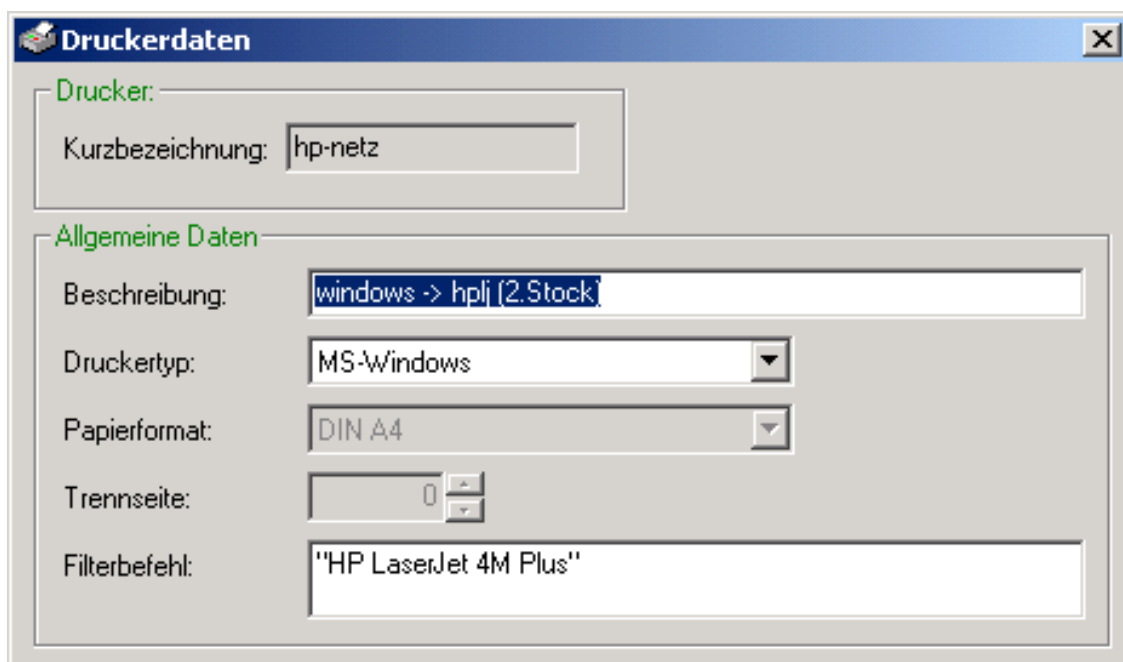 Druckerdaten
Drucker:
Kurzbezeichnung: hp-netz
Allgemeine Daten
Beschreibung: windows -> hplj (2.Stock)
Druckertyp: MS-Windows
Papierformat: DIN A4
Trennseite: 0
Filterbefehl: "HP LaserJet 4M Plus"